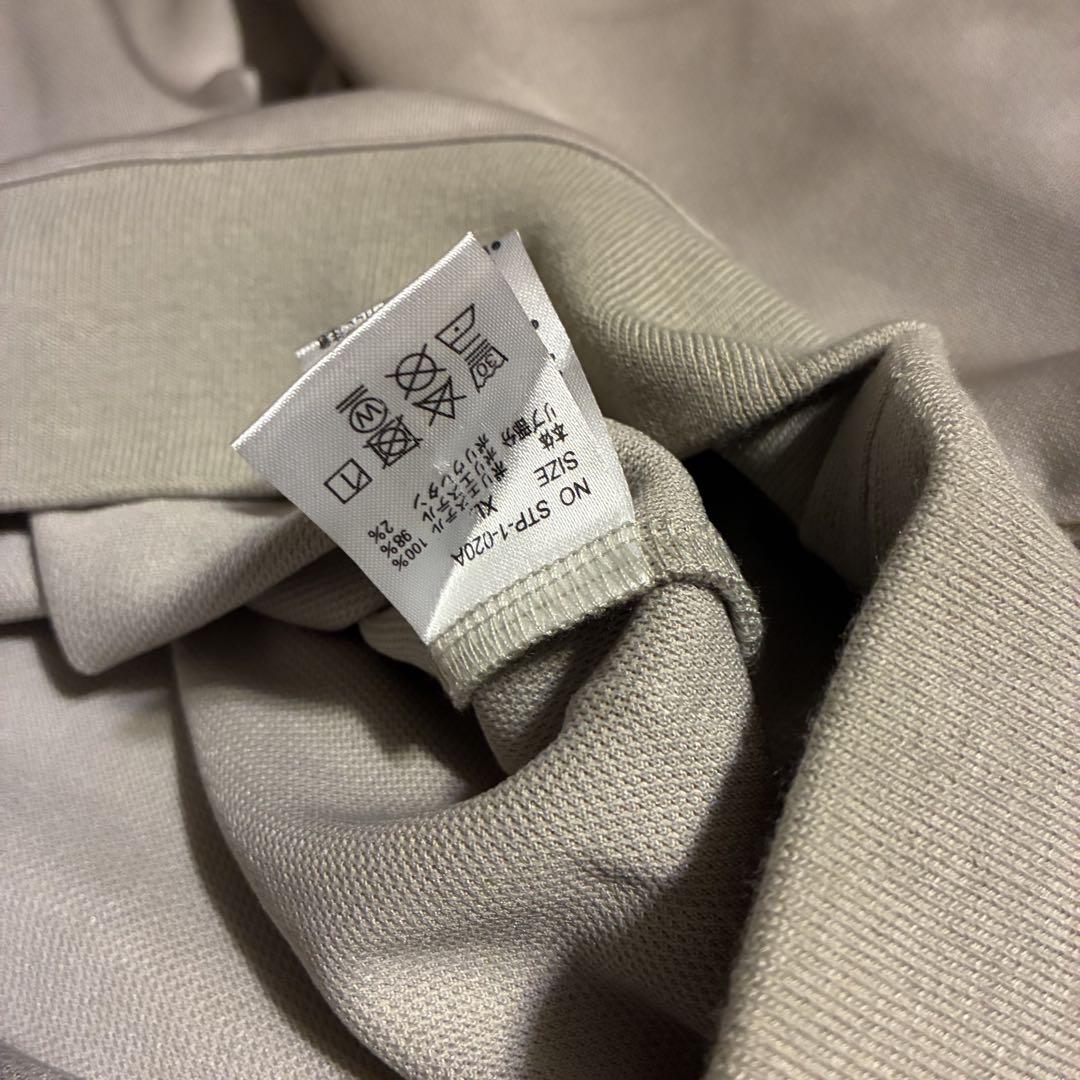 NO STP-1-020A
SIZE XL
本体 ポリエステル 100%
リブ部分 ポリエステル 98%
ポリウレタン 2%
30
W